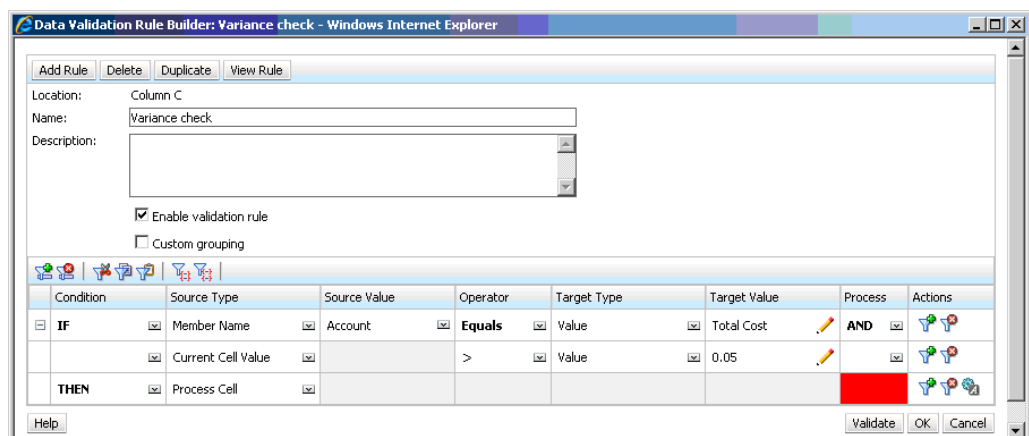 Data Validation Rule Builder: Variance check - Windows Internet Explorer
Add Rule Delete Duplicate View Rule
Location: Column C
Name: Variance check
Description:
Enable validation rule
Custom grouping
Condition Source Type Source Value Operator Target Type Target Value Process Actions
IF Member Name Account Equals Value Total Cost AND
Current Cell Value > Value 0.05
THEN Process Cell
Help Validate OK Cancel